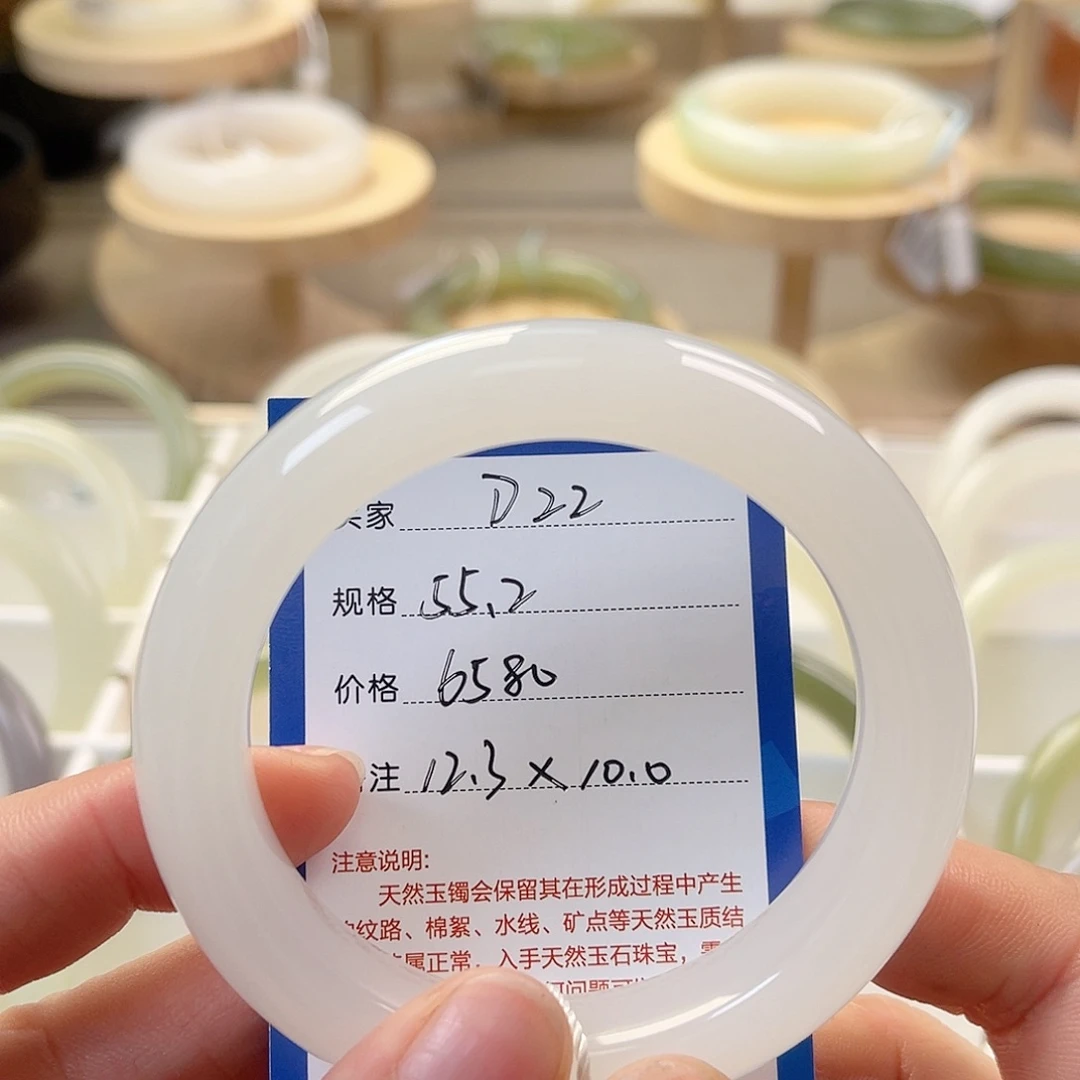 家 D22
规格 55.2
价格 6580
注 12.3×10.0
注意说明:
天然玉镯会保留其在形成过程中产生
纹路、棉絮、水线、矿点等天然玉质结
属正常，入手天然玉石珠宝，
问题可